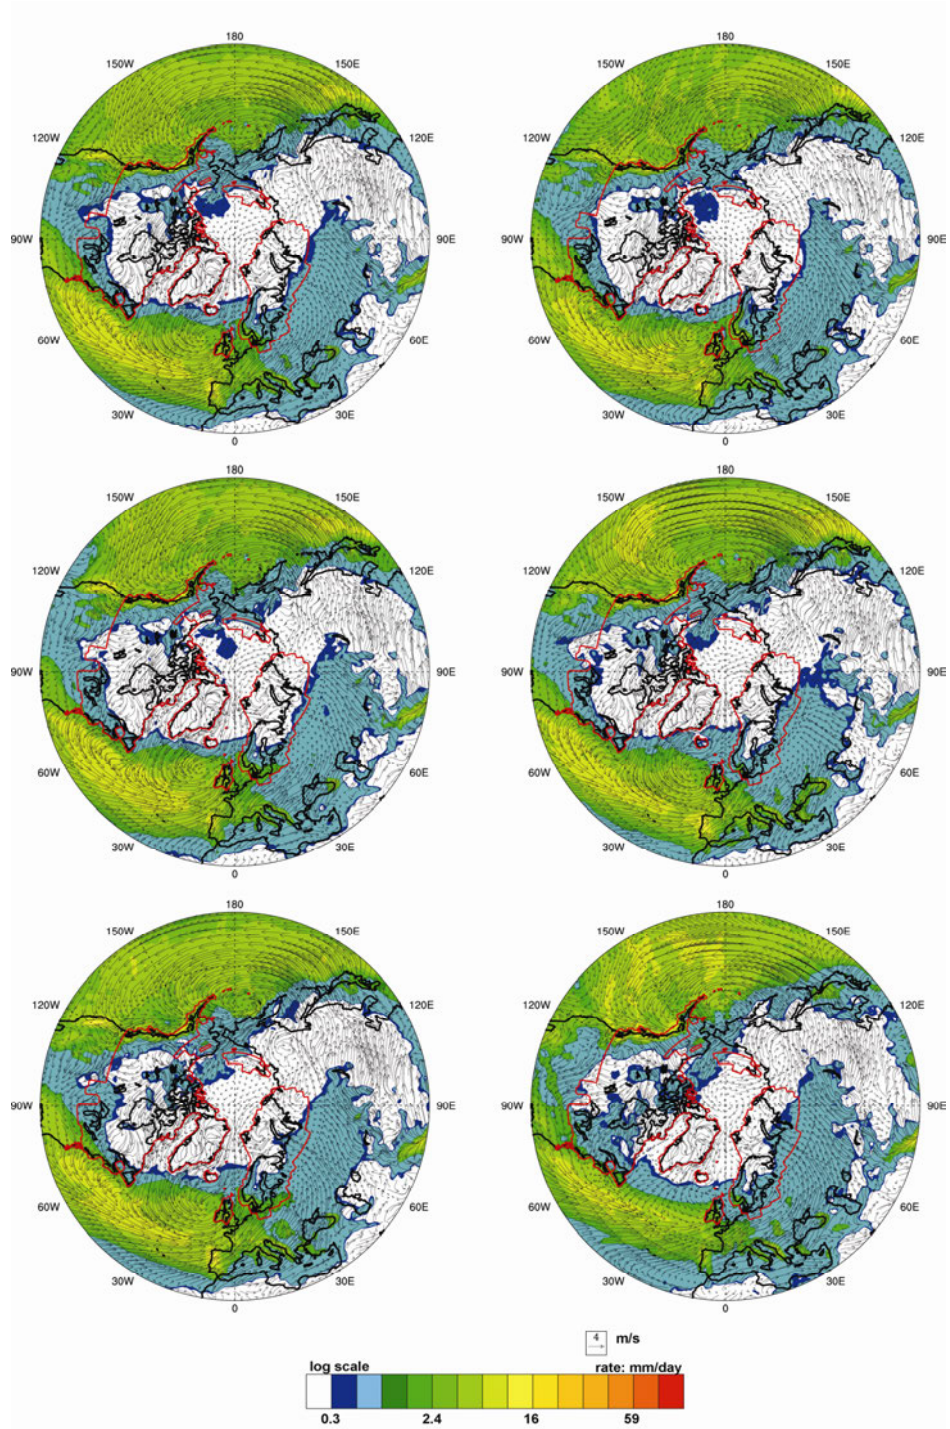 180 180
150W 150E 150W 150E
120W 120E 120W 120E
90W 90E 90W 90E
60W 60E 60W 60E
30W 30E 30W 30E
0 0
180 180
150W 150E 150W 150E
120W 120E 120W 120E
90W 90E 90W 90E
60W 60E 60W 60E
30W 30E 30W 30E
0 0
180 180
150W 150E 150W 150E
120W 120E 120W 120E
90W 90E 90W 90E
60W 60E 60W 60E
30W 30E 30W 30E
0 0
4 m/s
log scale rate: mm/day
0.3 2.4 16 59